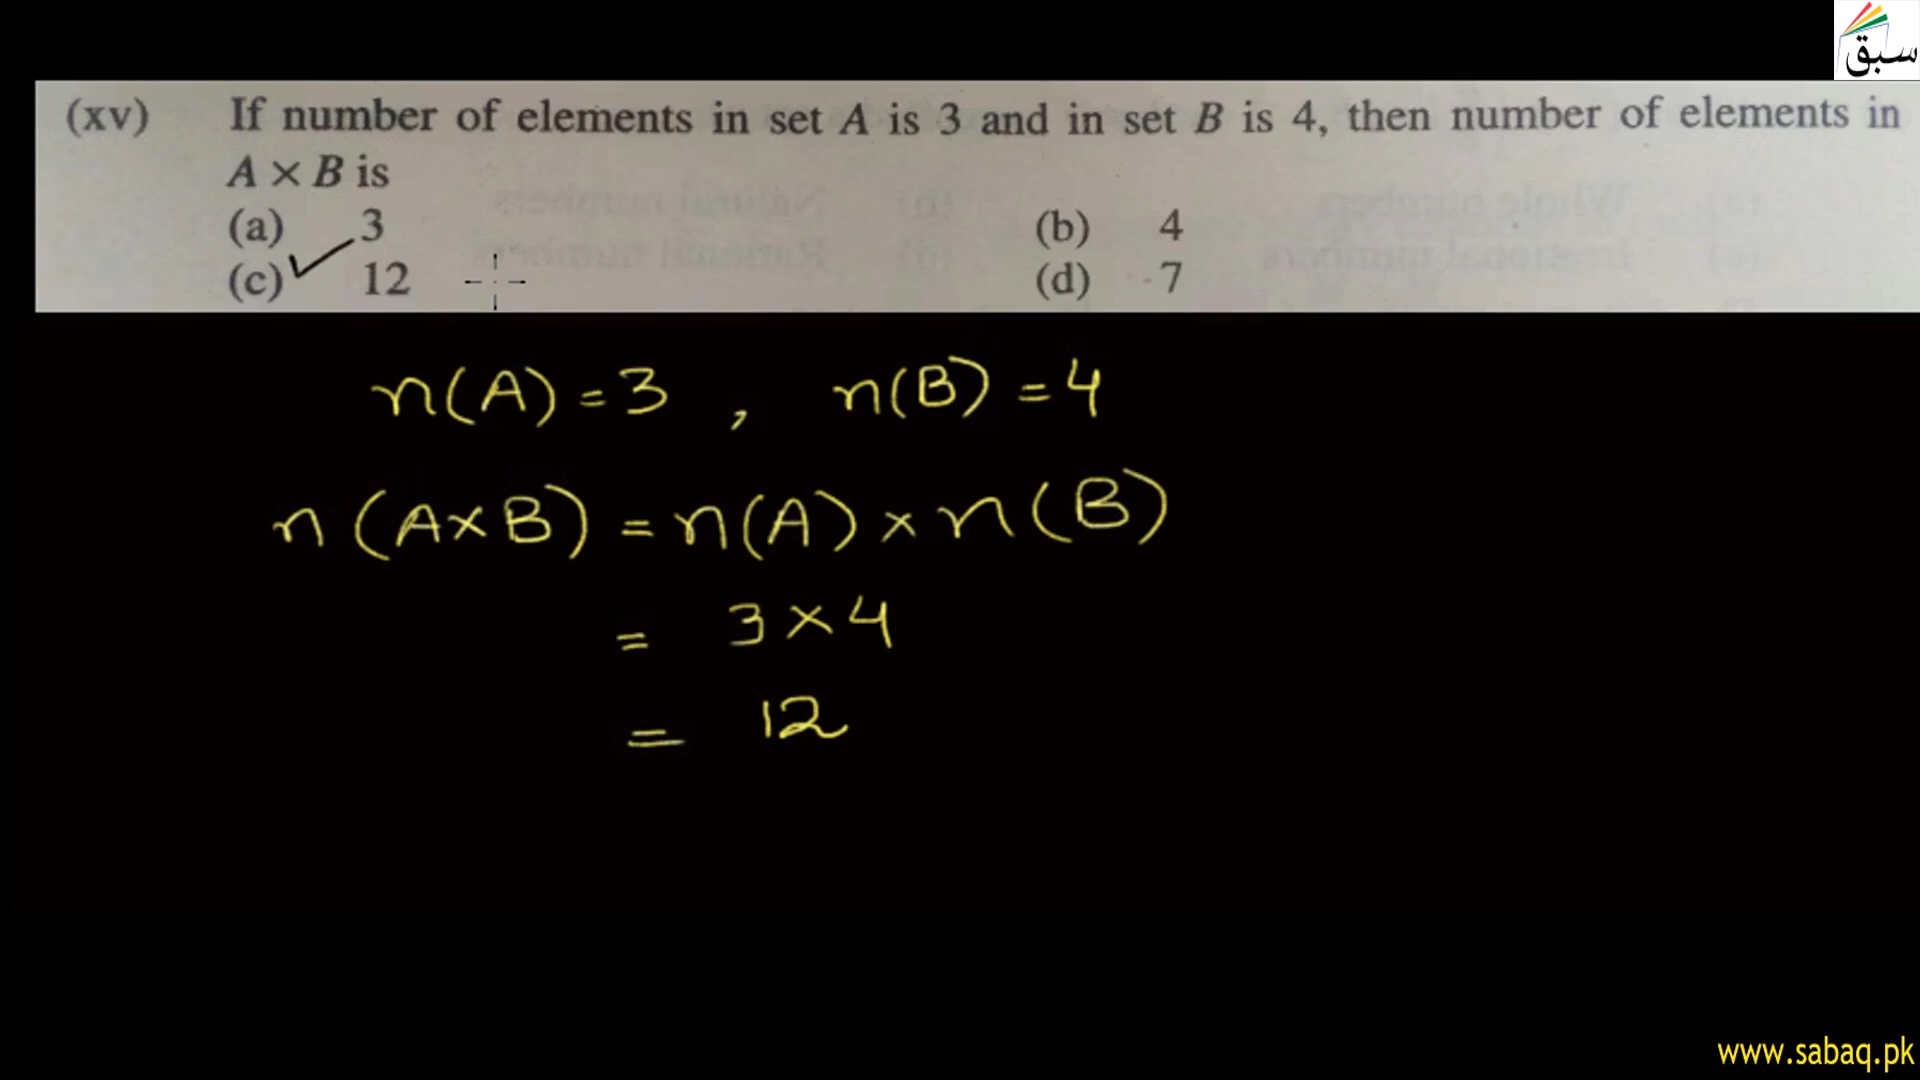 سبق
(xv) If number of elements in set A is 3 and in set B is 4, then number of elements in
A × B is
(a) 3 (b) 4
(c) ✓ 12 (d) 7
n(A) = 3 , n(B) = 4
n(A×B) = n(A) × n(B)
= 3 × 4
= 12
www.sabaq.pk